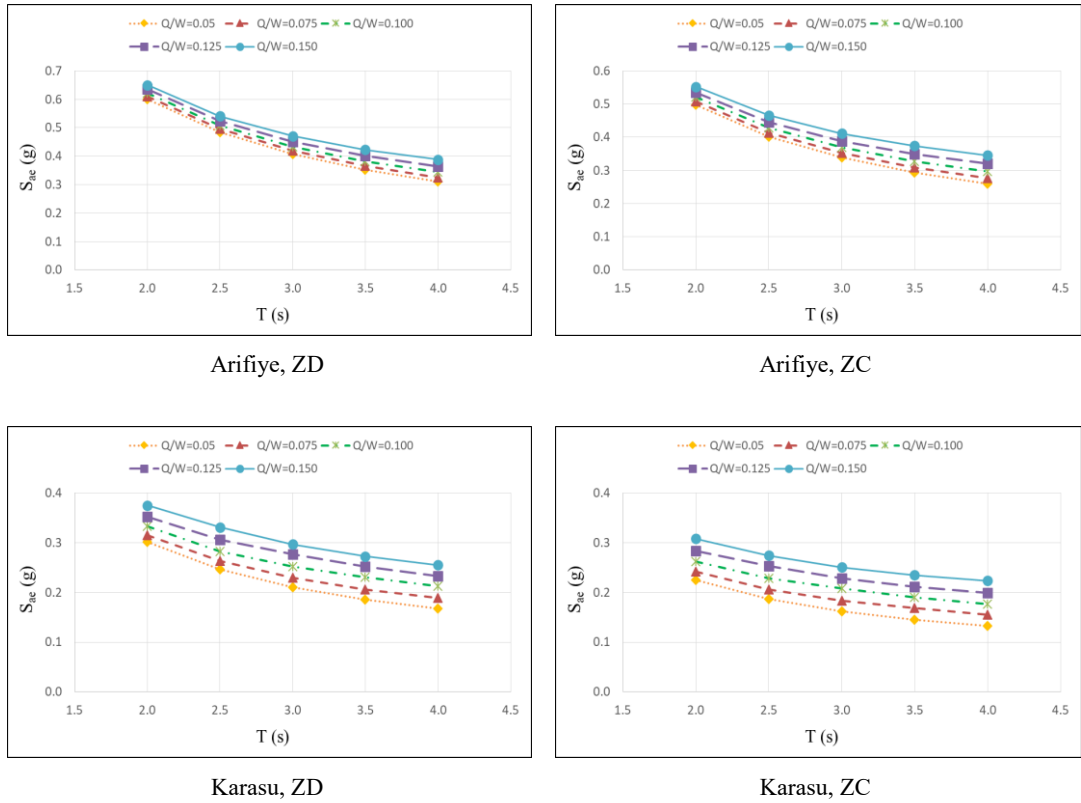 Q/W=0.05 Q/W=0.075 Q/W=0.100
Q/W=0.125 Q/W=0.150
0.7
0.6
0.5
0.4
0.3
0.2
0.1
0.0
Sae (g)
1.5 2.0 2.5 3.0 3.5 4.0 4.5
T (s)
Arifiye, ZD
Q/W=0.05 Q/W=0.075 Q/W=0.100
Q/W=0.125 Q/W=0.150
0.6
0.5
0.4
0.3
0.2
0.1
0.0
Sae (g)
1.5 2.0 2.5 3.0 3.5 4.0 4.5
T (s)
Arifiye, ZC
Q/W=0.05 Q/W=0.075 Q/W=0.100
Q/W=0.125 Q/W=0.150
0.4
0.3
0.2
0.1
0.0
Sae (g)
1.5 2.0 2.5 3.0 3.5 4.0 4.5
T (s)
Karasu, ZD
Q/W=0.05 Q/W=0.075 Q/W=0.100
Q/W=0.125 Q/W=0.150
0.4
0.3
0.2
0.1
0.0
Sae (g)
1.5 2.0 2.5 3.0 3.5 4.0 4.5
T (s)
Karasu, ZC